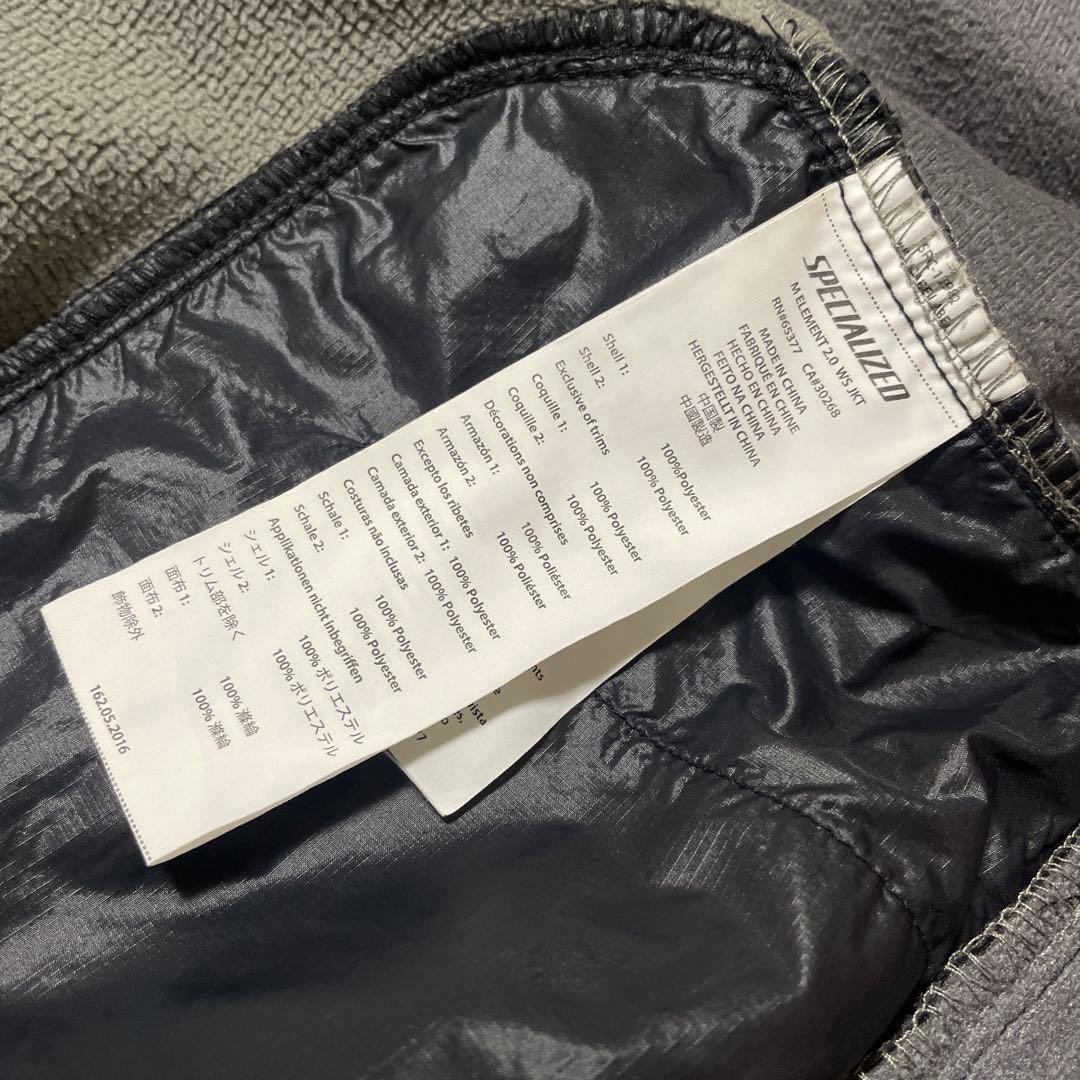 SPECIALIZED
M ELEMENT 2.0 WS JKT
RN#65377 CA#30268
MADE IN CHINA
FABRIQUÉ EN CHINE
HECHO EN CHINA
FEITO NA CHINA
HERGESTELLT IN CHINA
中国製
中國製造
Shell 1: 100%Polyester
Shell 2: 100% Polyester
Exclusive of trims
Coquille 1: 100% Polyester
Coquille 2: 100% Polyester
Décorations non comprises
Armazón 1: 100% Poliéster
Armazón 2: 100% Poliéster
Excepto los ribetes
Camada exterior 1: 100% Polyester
Camada exterior 2: 100% Polyester
Costuras não inclusas
Schale 1: 100% Polyester
Schale 2: 100% Polyester
Applikationen nicht inbegriffen
シェル 1: 100% ポリエステル
シェル 2: 100% ポリエステル
トリム部を除く
面布 1: 100% 滌綸
面布 2: 100% 滌綸
飾物除外
162.05.2016